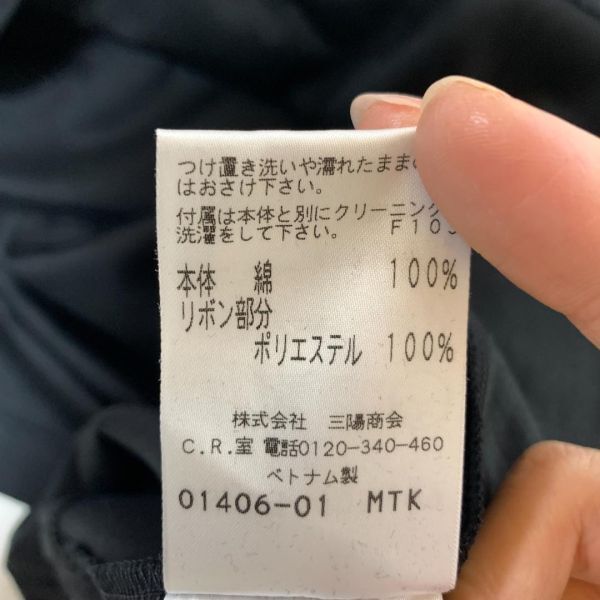 つけ置き洗いや濡れたままの
はおさけ下さい。
付属は本体と別にクリーニング
洗濯をして下さい。 F10
本体 綿 100%
リボン部分
ポリエステル 100%
株式会社 三陽商会
C.R.室 電話0120-340-460
ベトナム製
01406-01 MTK